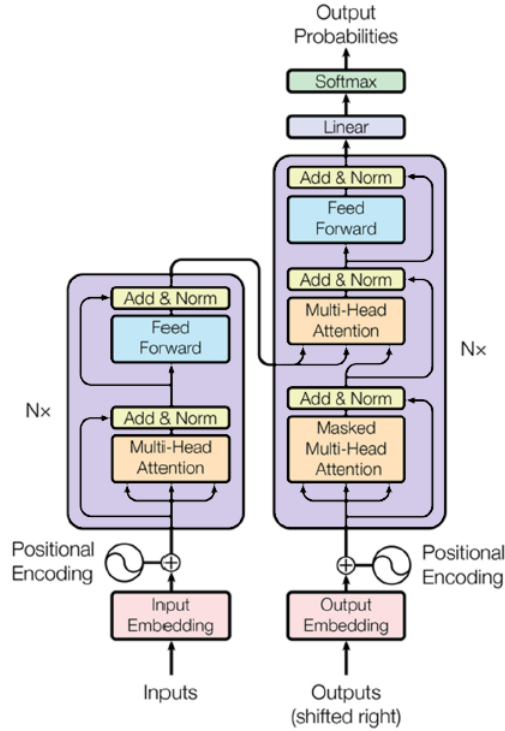 Output
Probabilities
Softmax
Linear
Add & Norm
Feed
Forward
Add & Norm
Multi-Head
Attention
Nx
Add & Norm
Masked
Multi-Head
Attention
Positional
Encoding
Output
Embedding
Outputs
(shifted right)
Add & Norm
Feed
Forward
Nx
Add & Norm
Multi-Head
Attention
Positional
Encoding
Input
Embedding
Inputs